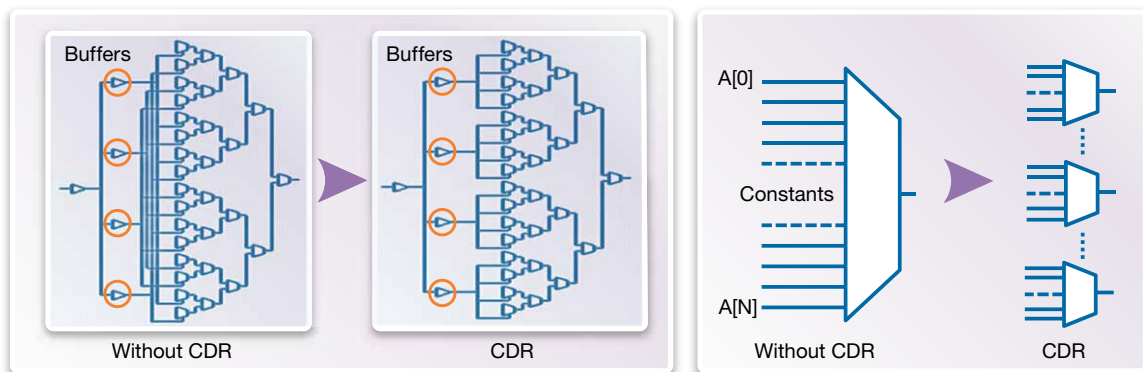 Buffers
Without CDR
Buffers
CDR
A[0]
Constants
A[N]
Without CDR
CDR